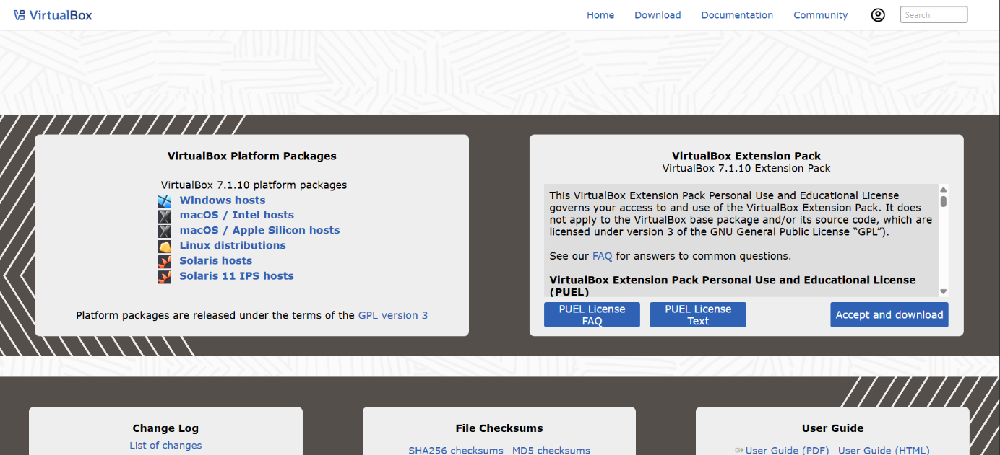 VirtualBox
Home Download Documentation Community Search:
VirtualBox Platform Packages
VirtualBox 7.1.10 platform packages
Windows hosts
macOS / Intel hosts
macOS / Apple Silicon hosts
Linux distributions
Solaris hosts
Solaris 11 IPS hosts
Platform packages are released under the terms of the GPL version 3
VirtualBox Extension Pack
VirtualBox 7.1.10 Extension Pack
This VirtualBox Extension Pack Personal Use and Educational License
governs your access to and use of the VirtualBox Extension Pack. It does
not apply to the VirtualBox base package and/or its source code, which are
licensed under version 3 of the GNU General Public License “GPL”).
See our FAQ for answers to common questions.
VirtualBox Extension Pack Personal Use and Educational License
(PUEL)
PUEL License
FAQ
PUEL License
Text
Accept and download
Change Log
List of changes
File Checksums
SHA256 checksums MD5 checksums
User Guide
User Guide (PDF) User Guide (HTML)